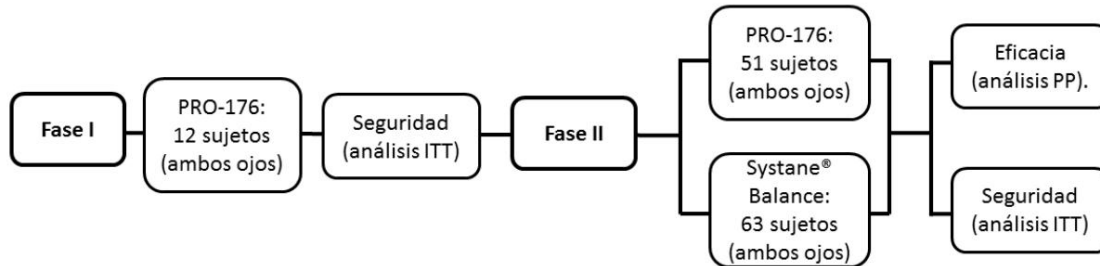 Fase I
PRO-176:
12 sujetos
(ambos ojos)
Seguridad
(análisis ITT)
Fase II
PRO-176:
51 sujetos
(ambos ojos)
Systane®
Balance:
63 sujetos
(ambos ojos)
Eficacia
(análisis PP).
Seguridad
(análisis ITT)